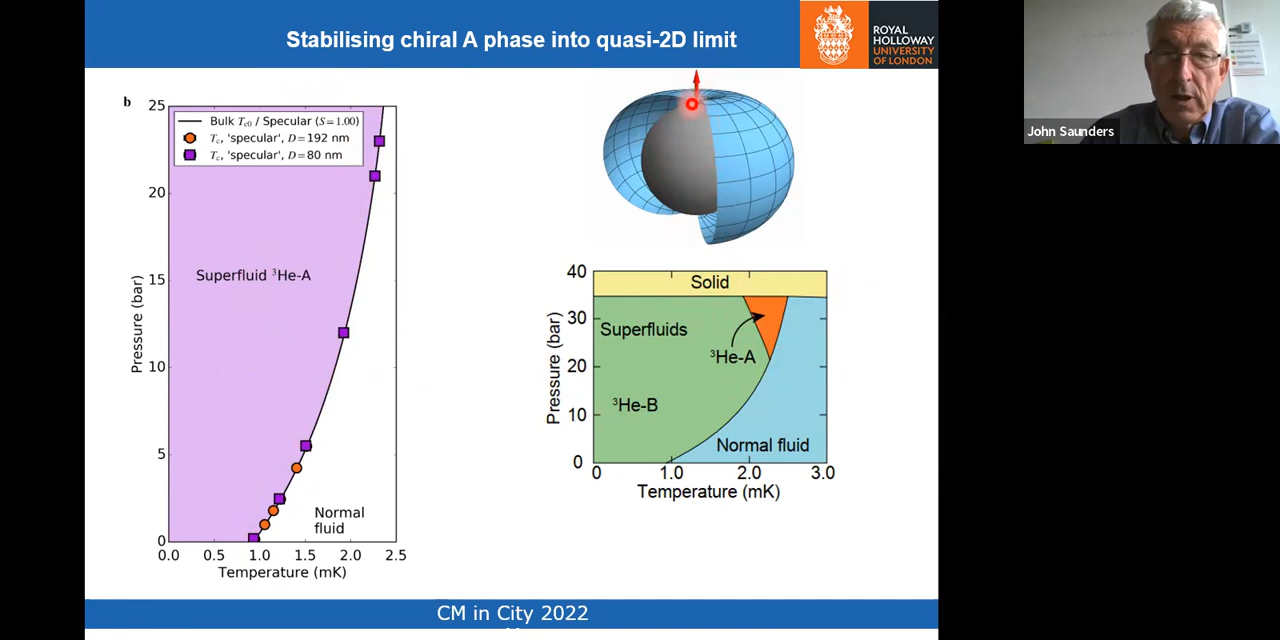 Stabilising chiral A phase into quasi-2D limit
ROYAL
HOLLOWAY
UNIVERSITY
OF LONDON
John Saunders
b
25
20
15
10
5
0
Pressure (bar)
Bulk Tc0 / Specular (S = 1.00)
Tc, 'specular', D = 192 nm
Tc, 'specular', D = 80 nm
Superfluid ³He-A
Normal
fluid
0.0 0.5 1.0 1.5 2.0 2.5
Temperature (mK)
40
30
20
10
0
Pressure (bar)
Solid
Superfluids
³He-A
³He-B
Normal fluid
0 1.0 2.0 3.0
Temperature (mK)
CM in City 2022